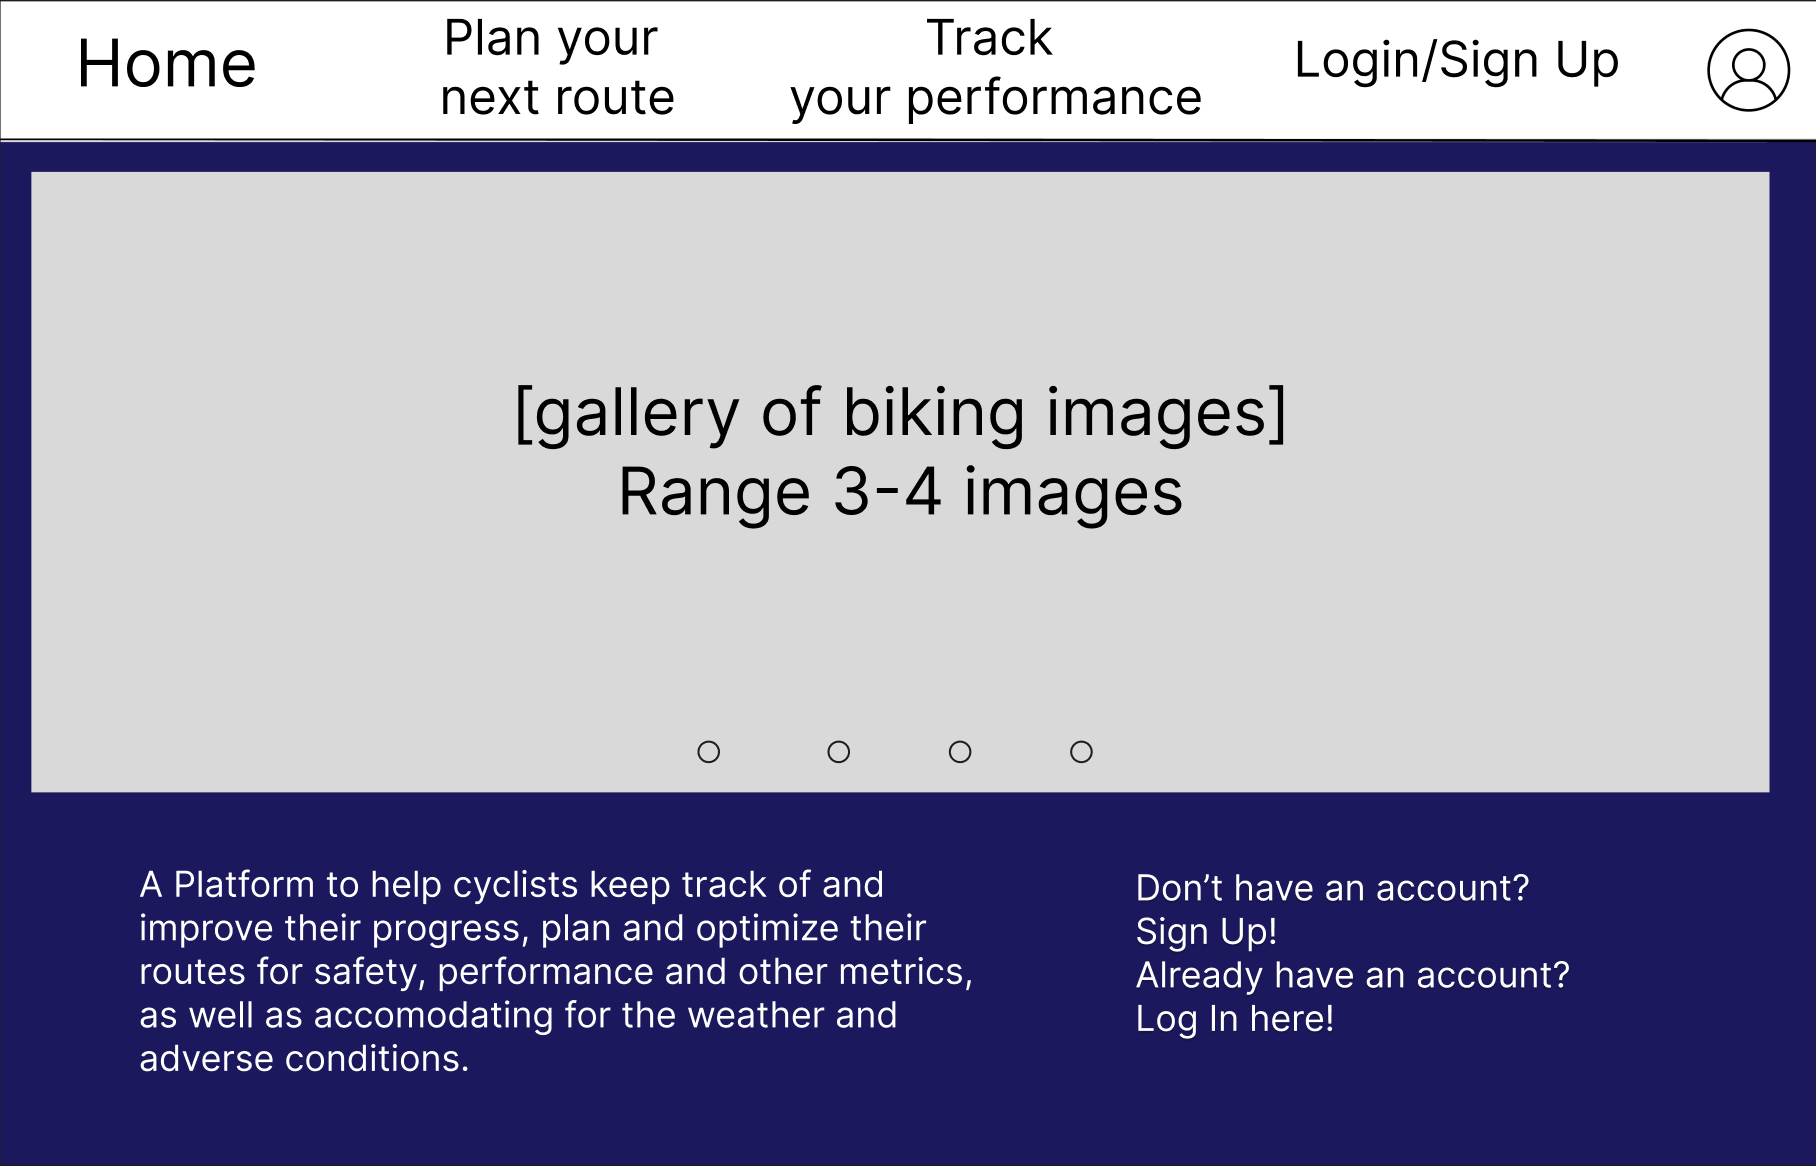 Home
Plan your
next route
Track
your performance
Login/Sign Up
[gallery of biking images]
Range 3-4 images
A Platform to help cyclists keep track of and
improve their progress, plan and optimize their
routes for safety, performance and other metrics,
as well as accomodating for the weather and
adverse conditions.
Don’t have an account?
Sign Up!
Already have an account?
Log In here!